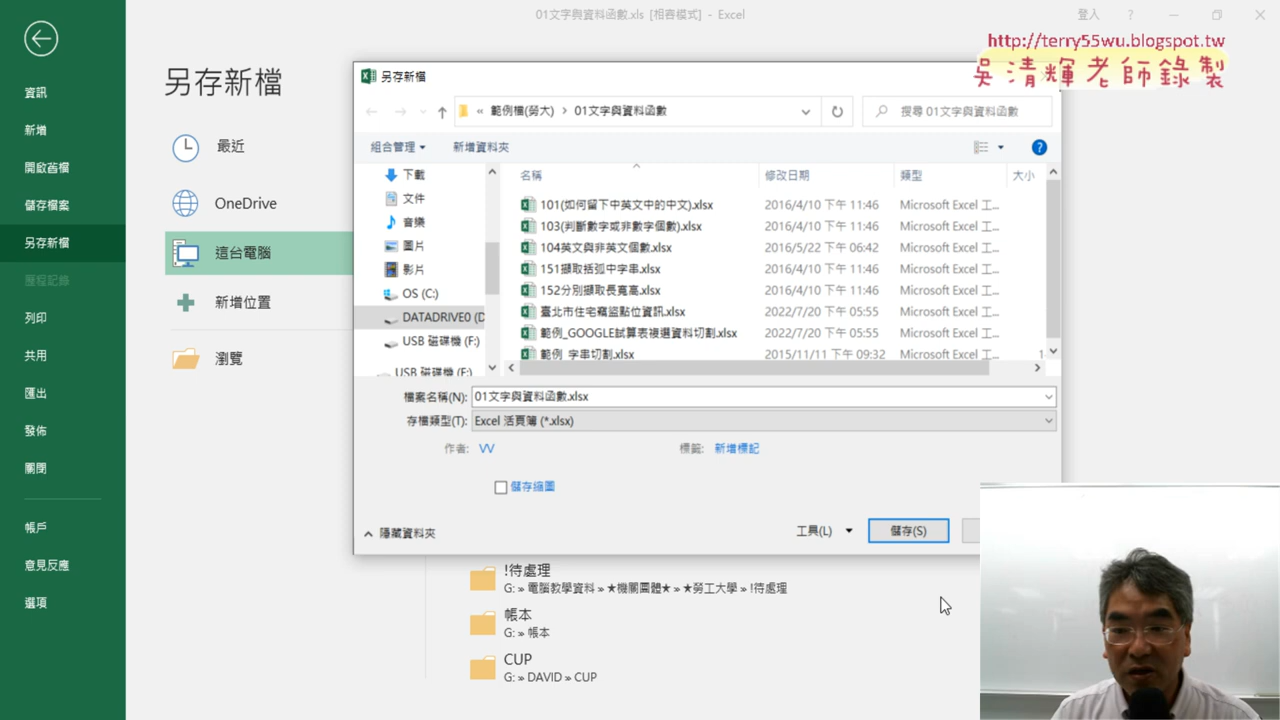 01文字與資料函數.xls [相容模式] - Excel
登入
?
http://terry55wu.blogspot.tw
吳清輝老師錄製
資訊
新增
開啟舊檔
儲存檔案
另存新檔
歷程記錄
列印
共用
匯出
發佈
關閉
帳戶
意見反應
選項
另存新檔
最近
OneDrive
這台電腦
新增位置
瀏覽
另存新檔
« 範例檔(勞大) › 01文字與資料函數
搜尋 01文字與資料函數
組合管理
新增資料夾
?
下載
文件
音樂
圖片
影片
OS (C:)
DATADRIVE0 (D
USB 磁碟機 (F:)
USB 磁碟機 (F:)
名稱 修改日期 類型 大小
101(如何留下中英文中的中文).xlsx 2016/4/10 下午 11:46 Microsoft Excel 工...
103(判斷數字或非數字個數).xlsx 2016/4/10 下午 11:46 Microsoft Excel 工...
104英文與非英文個數.xlsx 2016/5/22 下午 06:42 Microsoft Excel 工...
151擷取括弧中字串.xlsx 2016/4/10 下午 11:46 Microsoft Excel 工...
152分別擷取長寬高.xlsx 2016/4/10 下午 11:46 Microsoft Excel 工...
臺北市住宅竊盜點位資訊.xlsx 2022/7/20 下午 05:55 Microsoft Excel 工...
範例_GOOGLE試算表複選資料切割.xlsx 2022/7/20 下午 05:55 Microsoft Excel 工...
範例_字串切割.xlsx 2015/11/11 下午 09:32 Microsoft Excel 工... 1
檔案名稱(N): 01文字與資料函數.xlsx
存檔類型(T): Excel 活頁簿 (*.xlsx)
作者: VV
標籤: 新增標記
儲存縮圖
隱藏資料夾
工具(L)
儲存(S)
!待處理
G: » 電腦教學資料 » ★機關團體★ » ★勞工大學 » !待處理
帳本
G: » 帳本
CUP
G: » DAVID » CUP